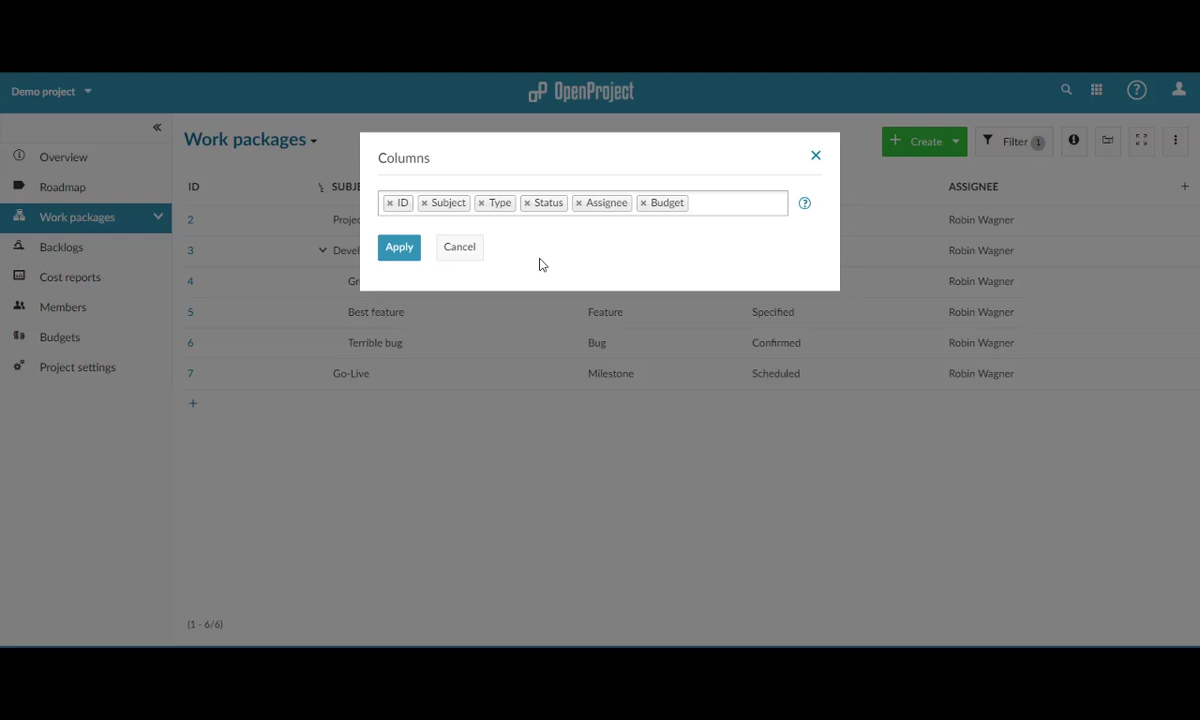 Demo project
OpenProject
?
«
Overview
Roadmap
Work packages
Backlogs
Cost reports
Members
Budgets
Project settings
Work packages
+ Create
Filter 1
Columns
× ID × Subject × Type × Status × Assignee × Budget
?
Apply Cancel
ID ASSIGNEE +
2 Robin Wagner
3 Robin Wagner
4 Robin Wagner
5 Best feature Feature Specified Robin Wagner
6 Terrible bug Bug Confirmed Robin Wagner
7 Go-Live Milestone Scheduled Robin Wagner
+
(1 - 6/6)